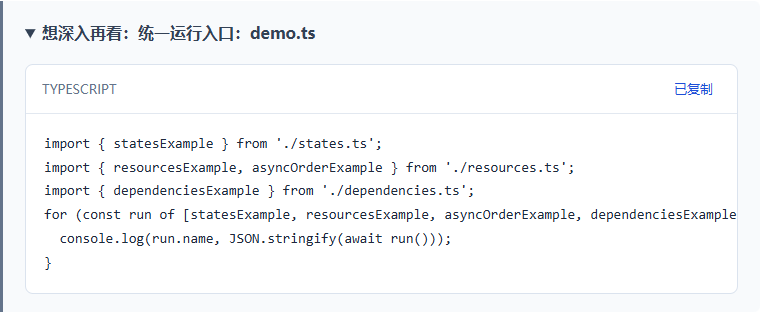 ▼ 想深入再看：统一运行入口：demo.ts
TYPESCRIPT
已复制
import { statesExample } from './states.ts';
import { resourcesExample, asyncOrderExample } from './resources.ts';
import { dependenciesExample } from './dependencies.ts';
for (const run of [statesExample, resourcesExample, asyncOrderExample, dependenciesExample
  console.log(run.name, JSON.stringify(await run()));
}